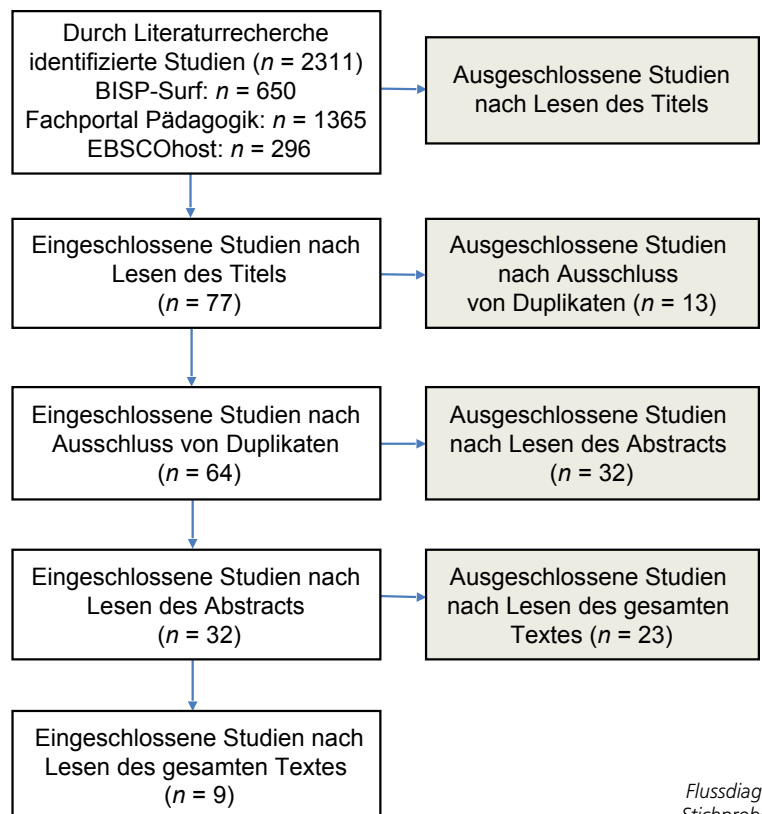 Durch Literaturrecherche
identifizierte Studien (n = 2311)
BISP-Surf: n = 650
Fachportal Pädagogik: n = 1365
EBSCOhost: n = 296
Ausgeschlossene Studien
nach Lesen des Titels
Eingeschlossene Studien nach
Lesen des Titels
(n = 77)
Ausgeschlossene Studien
nach Ausschluss
von Duplikaten (n = 13)
Eingeschlossene Studien nach
Ausschluss von Duplikaten
(n = 64)
Ausgeschlossene Studien
nach Lesen des Abstracts
(n = 32)
Eingeschlossene Studien nach
Lesen des Abstracts
(n = 32)
Ausgeschlossene Studien
nach Lesen des gesamten
Textes (n = 23)
Eingeschlossene Studien nach
Lesen des gesamten Textes
(n = 9)
Flussdiag